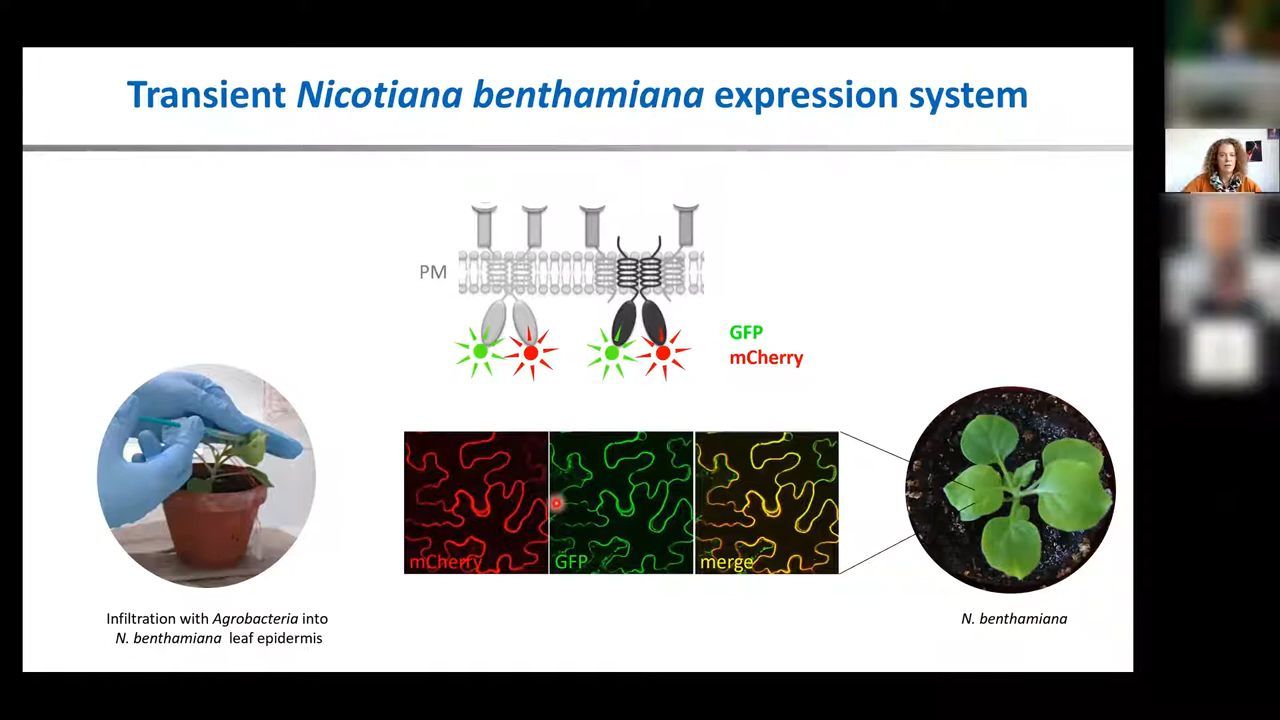 Transient Nicotiana benthamiana expression system
PM
GFP
mCherry
mCherry
GFP
merge
Infiltration with Agrobacteria into
N. benthamiana leaf epidermis
N. benthamiana